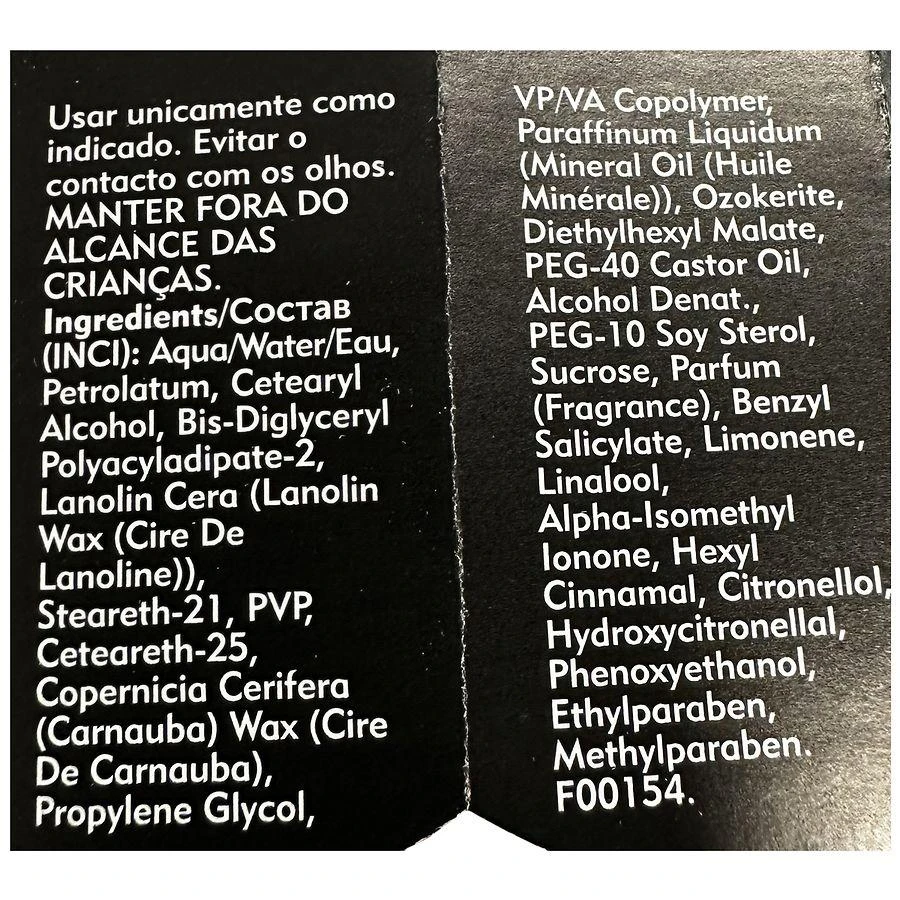 Usar unicamente como
indicado. Evitar o
contacto com os olhos.
MANTER FORA DO
ALCANCE DAS
CRIANÇAS.
Ingredients/Состав
(INCI): Aqua/Water/Eau,
Petrolatum, Cetearyl
Alcohol, Bis-Diglyceryl
Polyacyladipate-2,
Lanolin Cera (Lanolin
Wax (Cire De
Lanoline)),
Steareth-21, PVP,
Ceteareth-25,
Copernicia Cerifera
(Carnauba) Wax (Cire
De Carnauba),
Propylene Glycol,
VP/VA Copolymer,
Paraffinum Liquidum
(Mineral Oil (Huile
Minérale)), Ozokerite,
Diethylhexyl Malate,
PEG-40 Castor Oil,
Alcohol Denat.,
PEG-10 Soy Sterol,
Sucrose, Parfum
(Fragrance), Benzyl
Salicylate, Limonene,
Linalool,
Alpha-Isomethyl
Ionone, Hexyl
Cinnamal, Citronellol,
Hydroxycitronellal,
Phenoxyethanol,
Ethylparaben,
Methylparaben.
F00154.